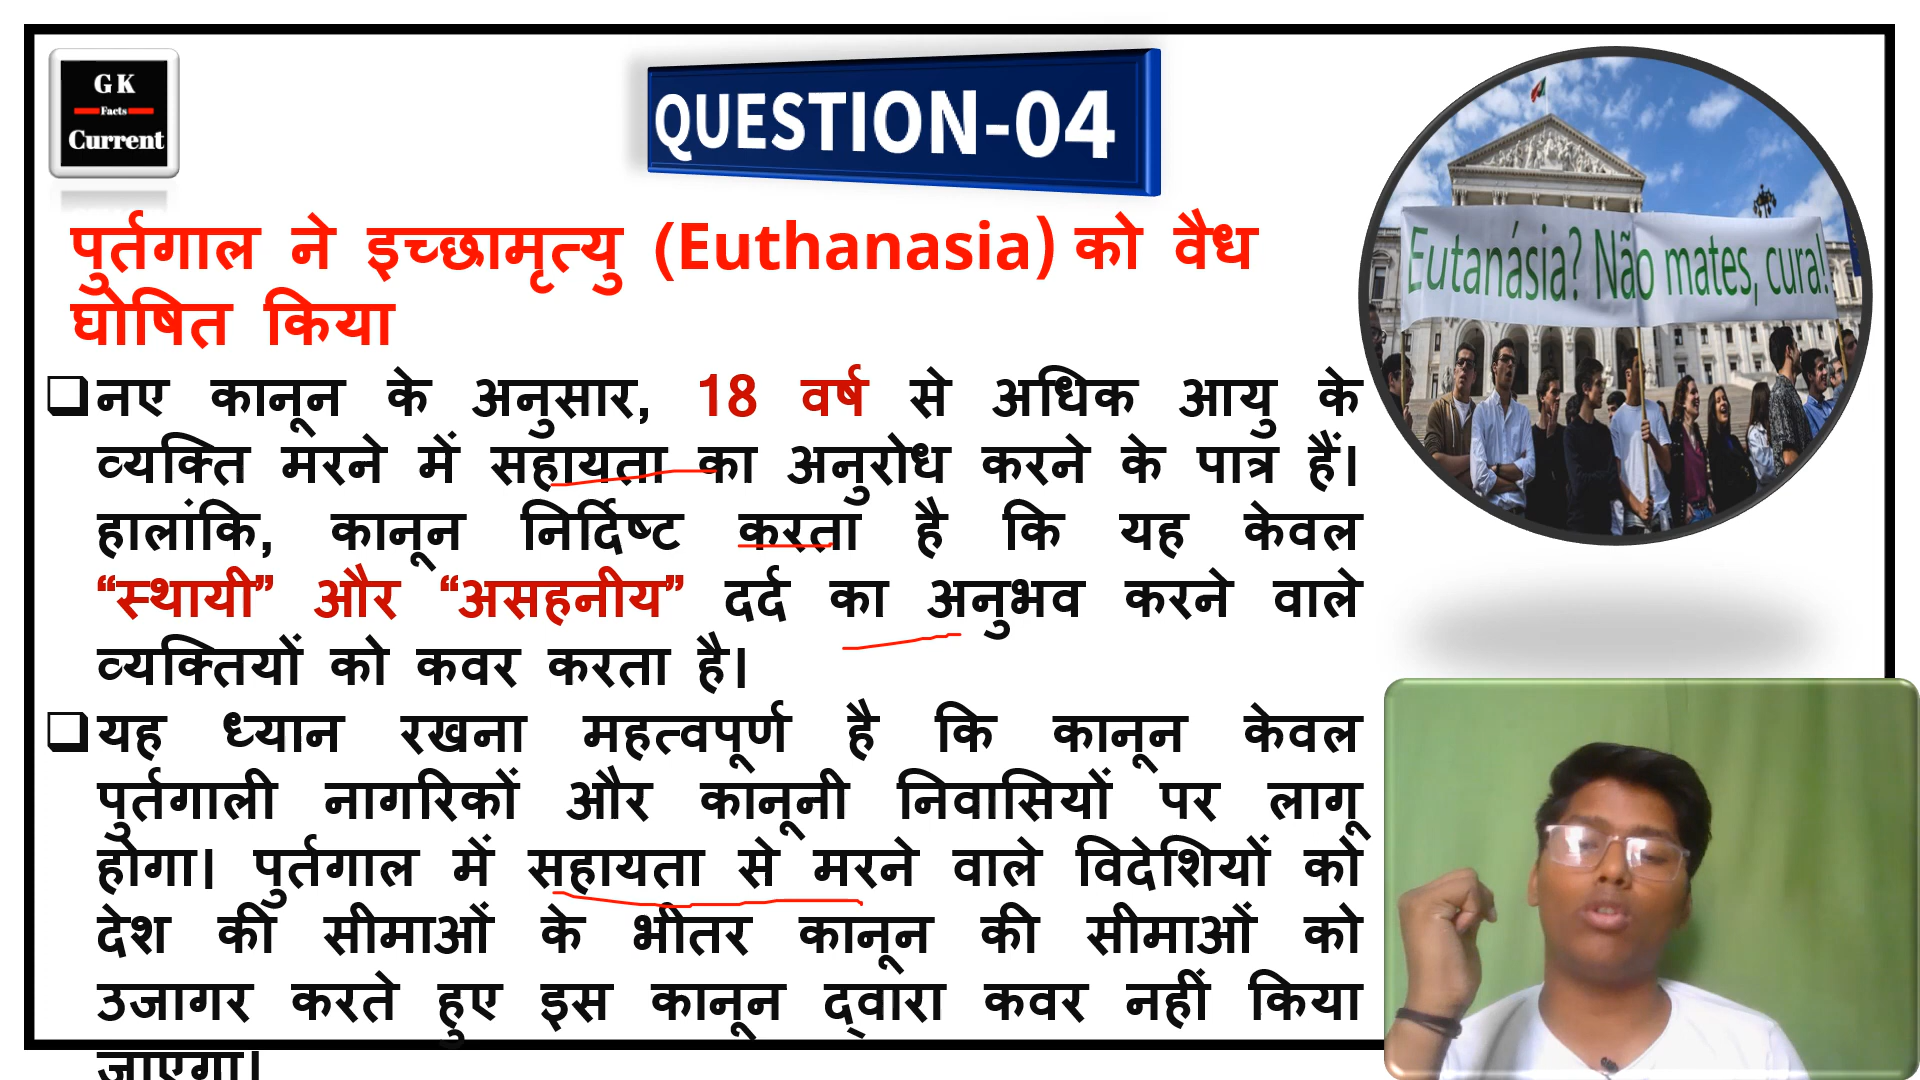 GK
Facts
Current
QUESTION-04
पुर्तगाल ने इच्छामृत्यु (Euthanasia) को वैध
घोषित किया
Eutanásia? Não mates, cura!
नए कानून के अनुसार, 18 वर्ष से अधिक आयु के
व्यक्ति मरने में सहायता का अनुरोध करने के पात्र हैं।
हालांकि, कानून निर्दिष्ट करता है कि यह केवल
“स्थायी” और “असहनीय” दर्द का अनुभव करने वाले
व्यक्तियों को कवर करता है।
यह ध्यान रखना महत्वपूर्ण है कि कानून केवल
पुर्तगाली नागरिकों और कानूनी निवासियों पर लागू
होगा। पुर्तगाल में सहायता से मरने वाले विदेशियों को
देश की सीमाओं के भीतर कानून की सीमाओं को
उजागर करते हुए इस कानून द्वारा कवर नहीं किया
जाएगा।